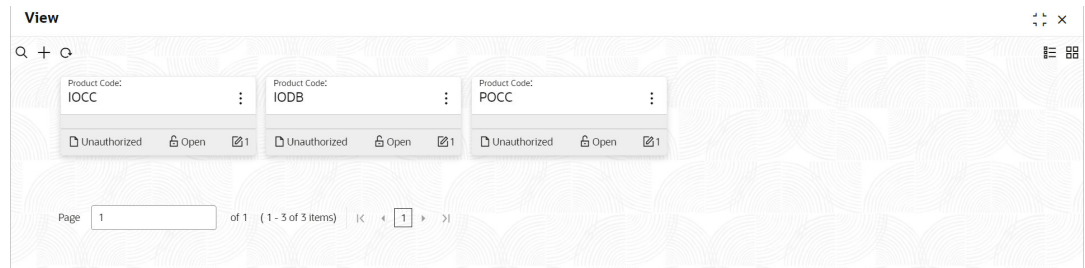 View
Product Code:
IOCC
Product Code:
IODB
Product Code:
POCC
Unauthorized Open 1
Unauthorized Open 1
Unauthorized Open 1
Page 1 of 1 ( 1 - 3 of 3 items) 1